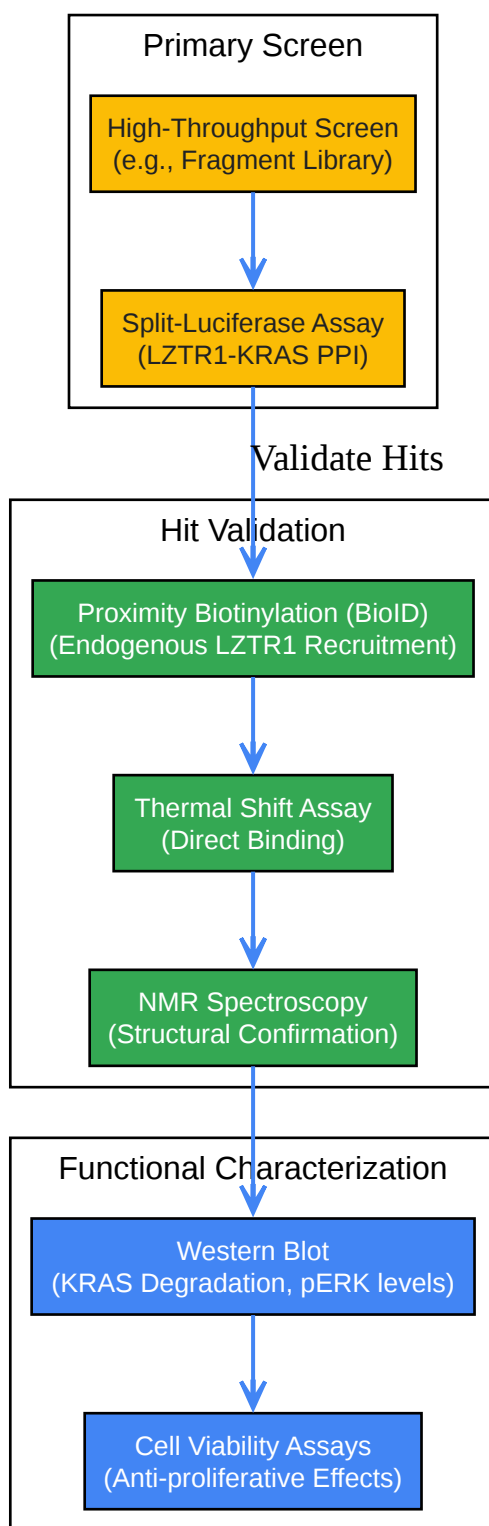 Primary Screen
High-Throughput Screen
(e.g., Fragment Library)
Split-Luciferase Assay
(LZTR1-KRAS PPI)
Validate Hits
Hit Validation
Proximity Biotinylation (BioID)
(Endogenous LZTR1 Recruitment)
Thermal Shift Assay
(Direct Binding)
NMR Spectroscopy
(Structural Confirmation)
Functional Characterization
Western Blot
(KRAS Degradation, pERK levels)
Cell Viability Assays
(Anti-proliferative Effects)